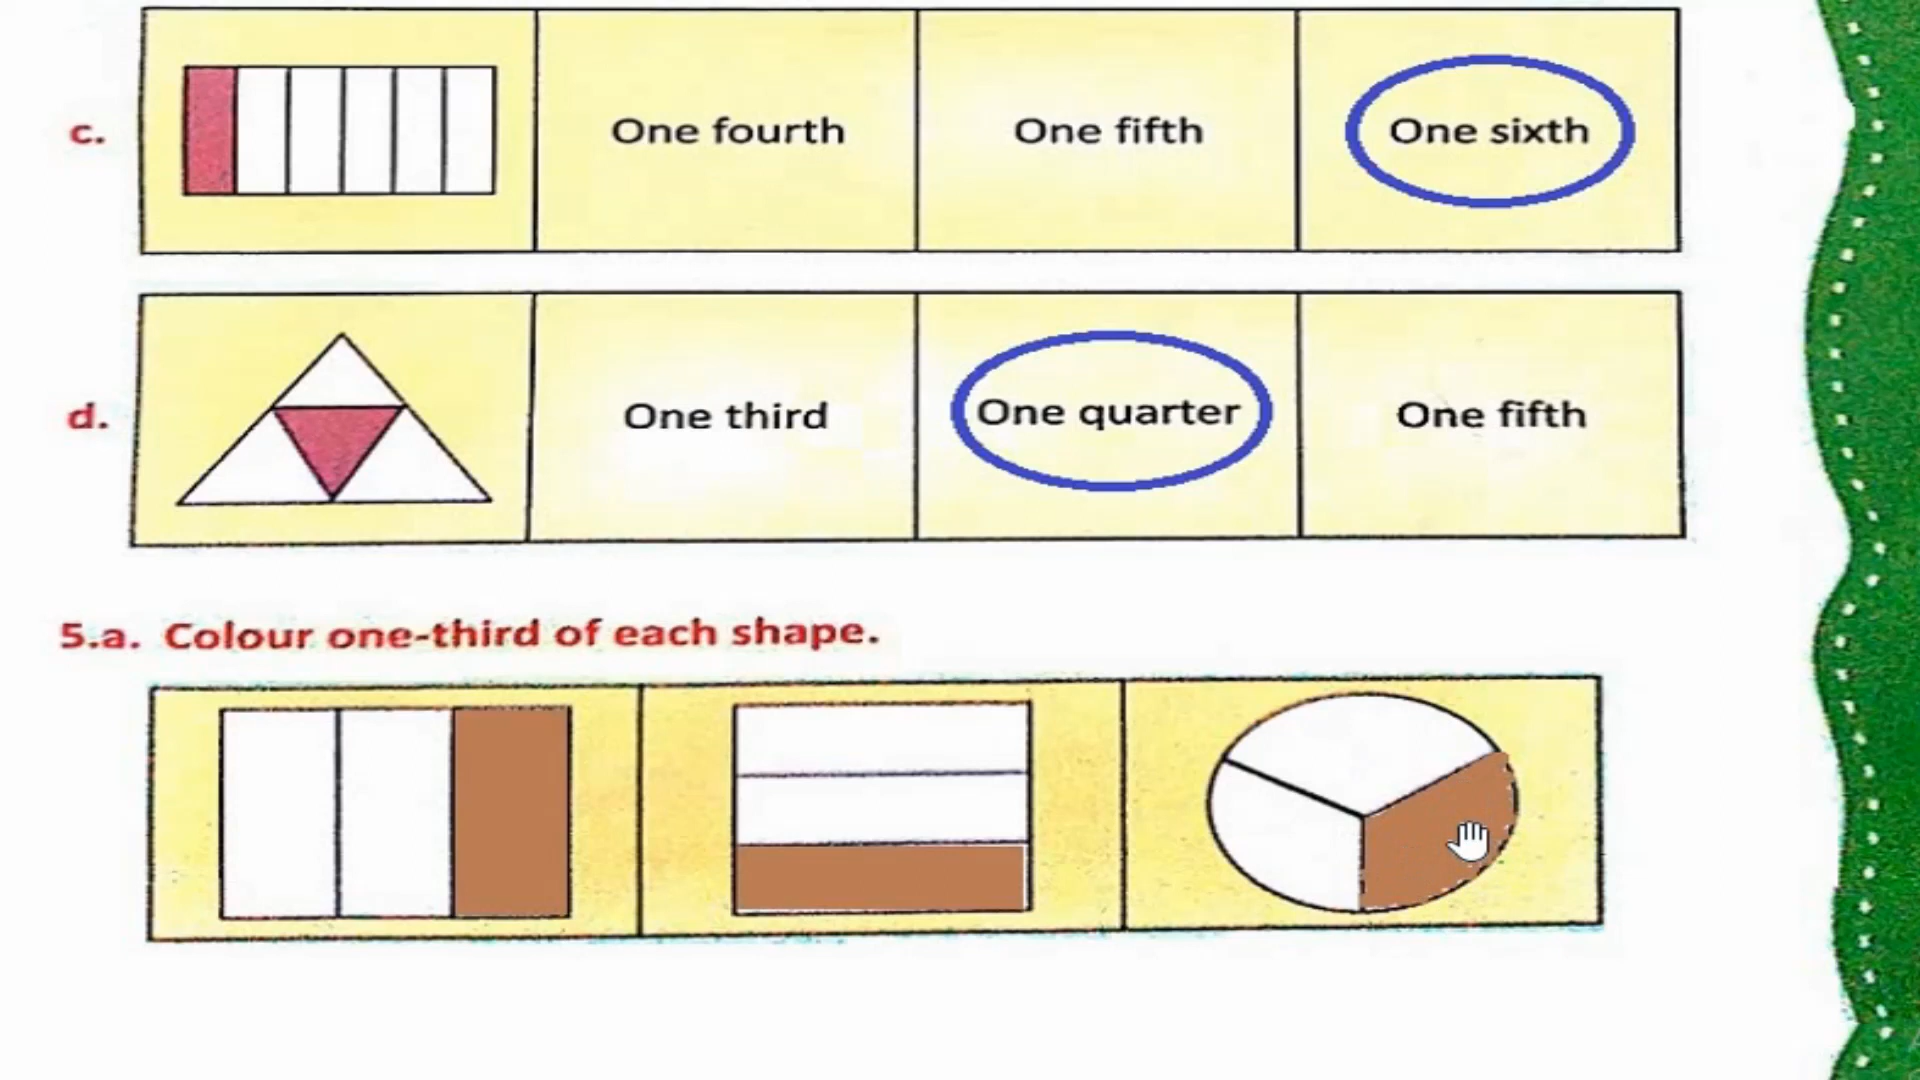 c. One fourth One fifth One sixth
d. One third One quarter One fifth
5.a. Colour one-third of each shape.